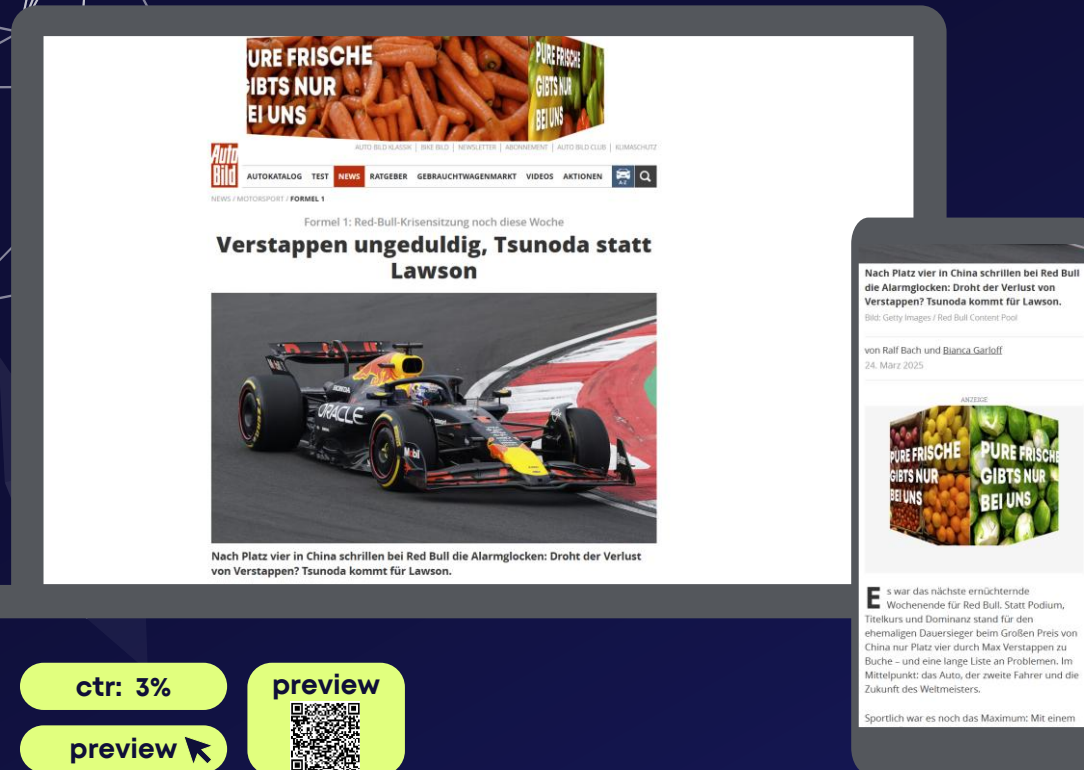 URE FRISCHE
IBTS NUR
EI UNS
PURE FRISCHE
GIBTS NUR
BEI UNS
AUTO BILD KLASSIK | BIKE BILD | NEWSLETTER | ABONNEMENT | AUTO BILD CLUB | KLIMASCHUTZ
Auto
Bild
AUTOKATALOG TEST NEWS RATGEBER GEBRAUCHTWAGENMARKT VIDEOS AKTIONEN A-Z
NEWS / MOTORSPORT / FORMEL 1
Formel 1: Red-Bull-Krisensitzung noch diese Woche
Verstappen ungeduldig, Tsunoda statt
Lawson
HONDA
ORACLE
Mobil
Nach Platz vier in China schrillen bei Red Bull die Alarmglocken: Droht der Verlust
von Verstappen? Tsunoda kommt für Lawson.
Nach Platz vier in China schrillen bei Red Bull
die Alarmglocken: Droht der Verlust von
Verstappen? Tsunoda kommt für Lawson.
Bild: Getty Images / Red Bull Content Pool
von Ralf Bach und Bianca Garloff
24. März 2025
ANZEIGE
PURE FRISCHE
GIBTS NUR
BEI UNS
PURE FRISCHE
GIBTS NUR
BEI UNS
Es war das nächste ernüchternde
Wochenende für Red Bull. Statt Podium,
Titelkurs und Dominanz stand für den
ehemaligen Dauersieger beim Großen Preis von
China nur Platz vier durch Max Verstappen zu
Buche – und eine lange Liste an Problemen. Im
Mittelpunkt: das Auto, der zweite Fahrer und die
Zukunft des Weltmeisters.
Sportlich war es noch das Maximum: Mit einem
ctr: 3%
preview
preview